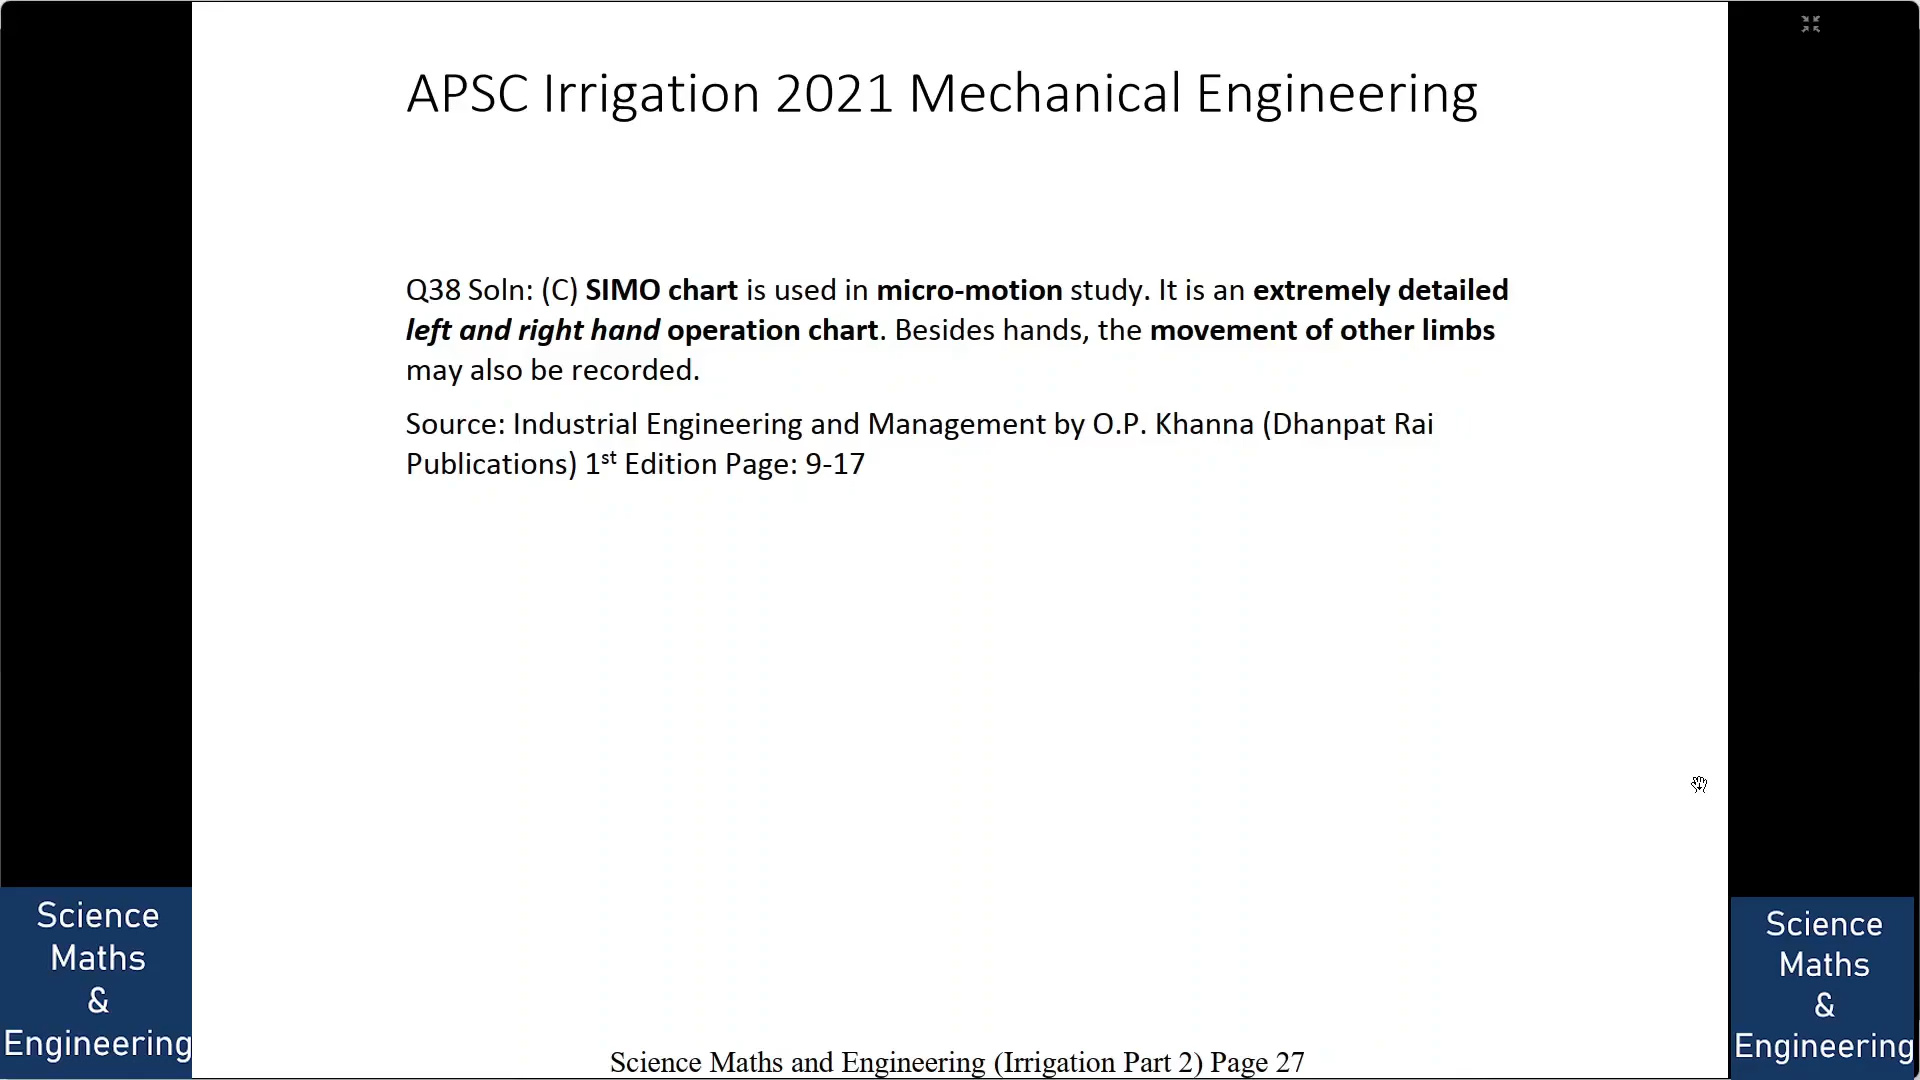 APSC Irrigation 2021 Mechanical Engineering
Q38 Soln: (C) SIMO chart is used in micro-motion study. It is an extremely detailed
left and right hand operation chart. Besides hands, the movement of other limbs
may also be recorded.
Source: Industrial Engineering and Management by O.P. Khanna (Dhanpat Rai
Publications) 1st Edition Page: 9-17
Science
Maths
&
Engineering
Science
Maths
&
Engineering
Science Maths and Engineering (Irrigation Part 2) Page 27